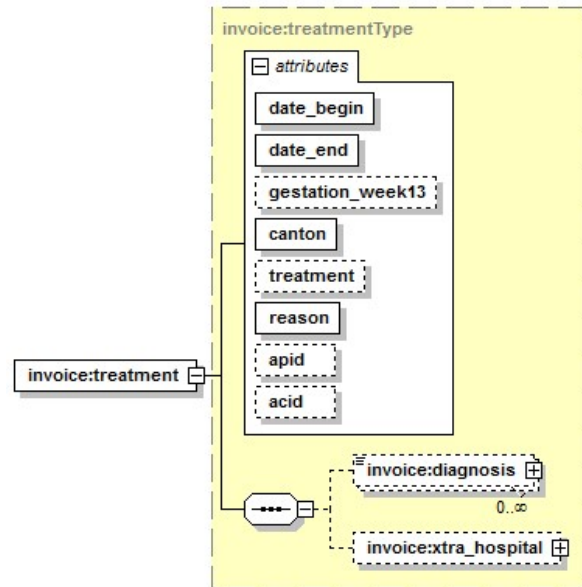 invoice:treatmentType
attributes
date_begin
date_end
gestation_week13
canton
treatment
reason
apid
acid
invoice:treatment
invoice:diagnosis
0..∞
invoice:xtra_hospital